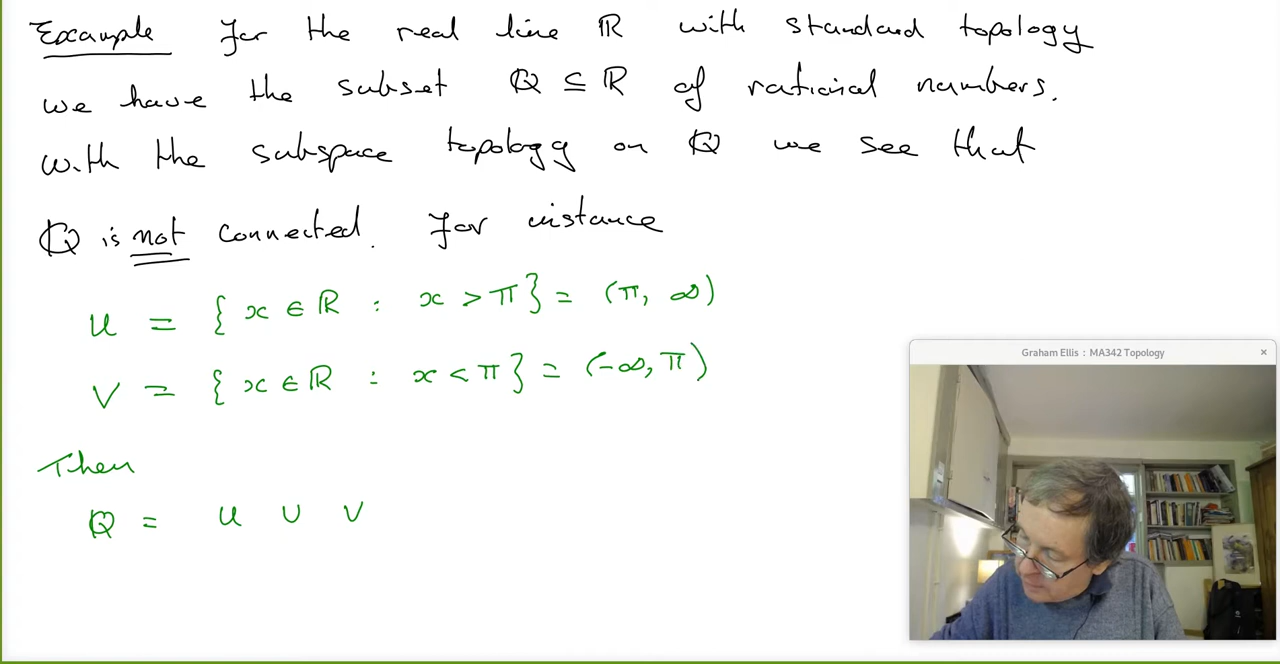 Example For the real line ℝ with standard topology
we have the subset ℚ ⊆ ℝ of rational numbers.
With the subspace topology on ℚ we see that
ℚ is not connected. For instance
U = { x ∈ ℝ : x > π } = (π, ∞)
V = { x ∈ ℝ : x < π } = (-∞, π)
Then
ℚ = U ∪ V
Graham Ellis : MA342 Topology ×